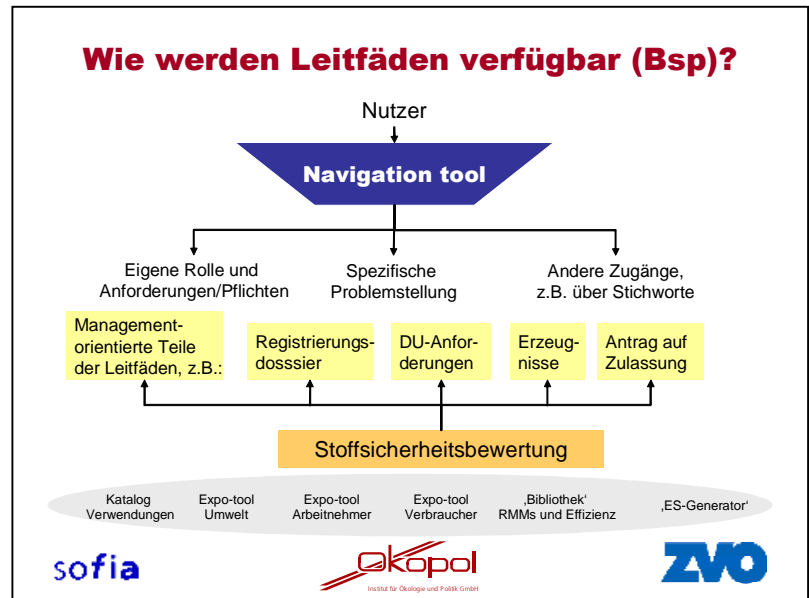 Wie werden Leitfäden verfügbar (Bsp)?
Nutzer
Navigation tool
Eigene Rolle und
Anforderungen/Pflichten
Spezifische
Problemstellung
Andere Zugänge,
z.B. über Stichworte
Management-
orientierte Teile
der Leitfäden, z.B.:
Registrierungs-
dosssier
DU-Anfor-
derungen
Erzeug-
nisse
Antrag auf
Zulassung
Stoffsicherheitsbewertung
Katalog
Verwendungen
Expo-tool
Umwelt
Expo-tool
Arbeitnehmer
Expo-tool
Verbraucher
‚Bibliothek'
RMMs und Effizienz
‚ES-Generator'
sofia
Ökopol
Institut für Ökologie und Politik GmbH
ZVO